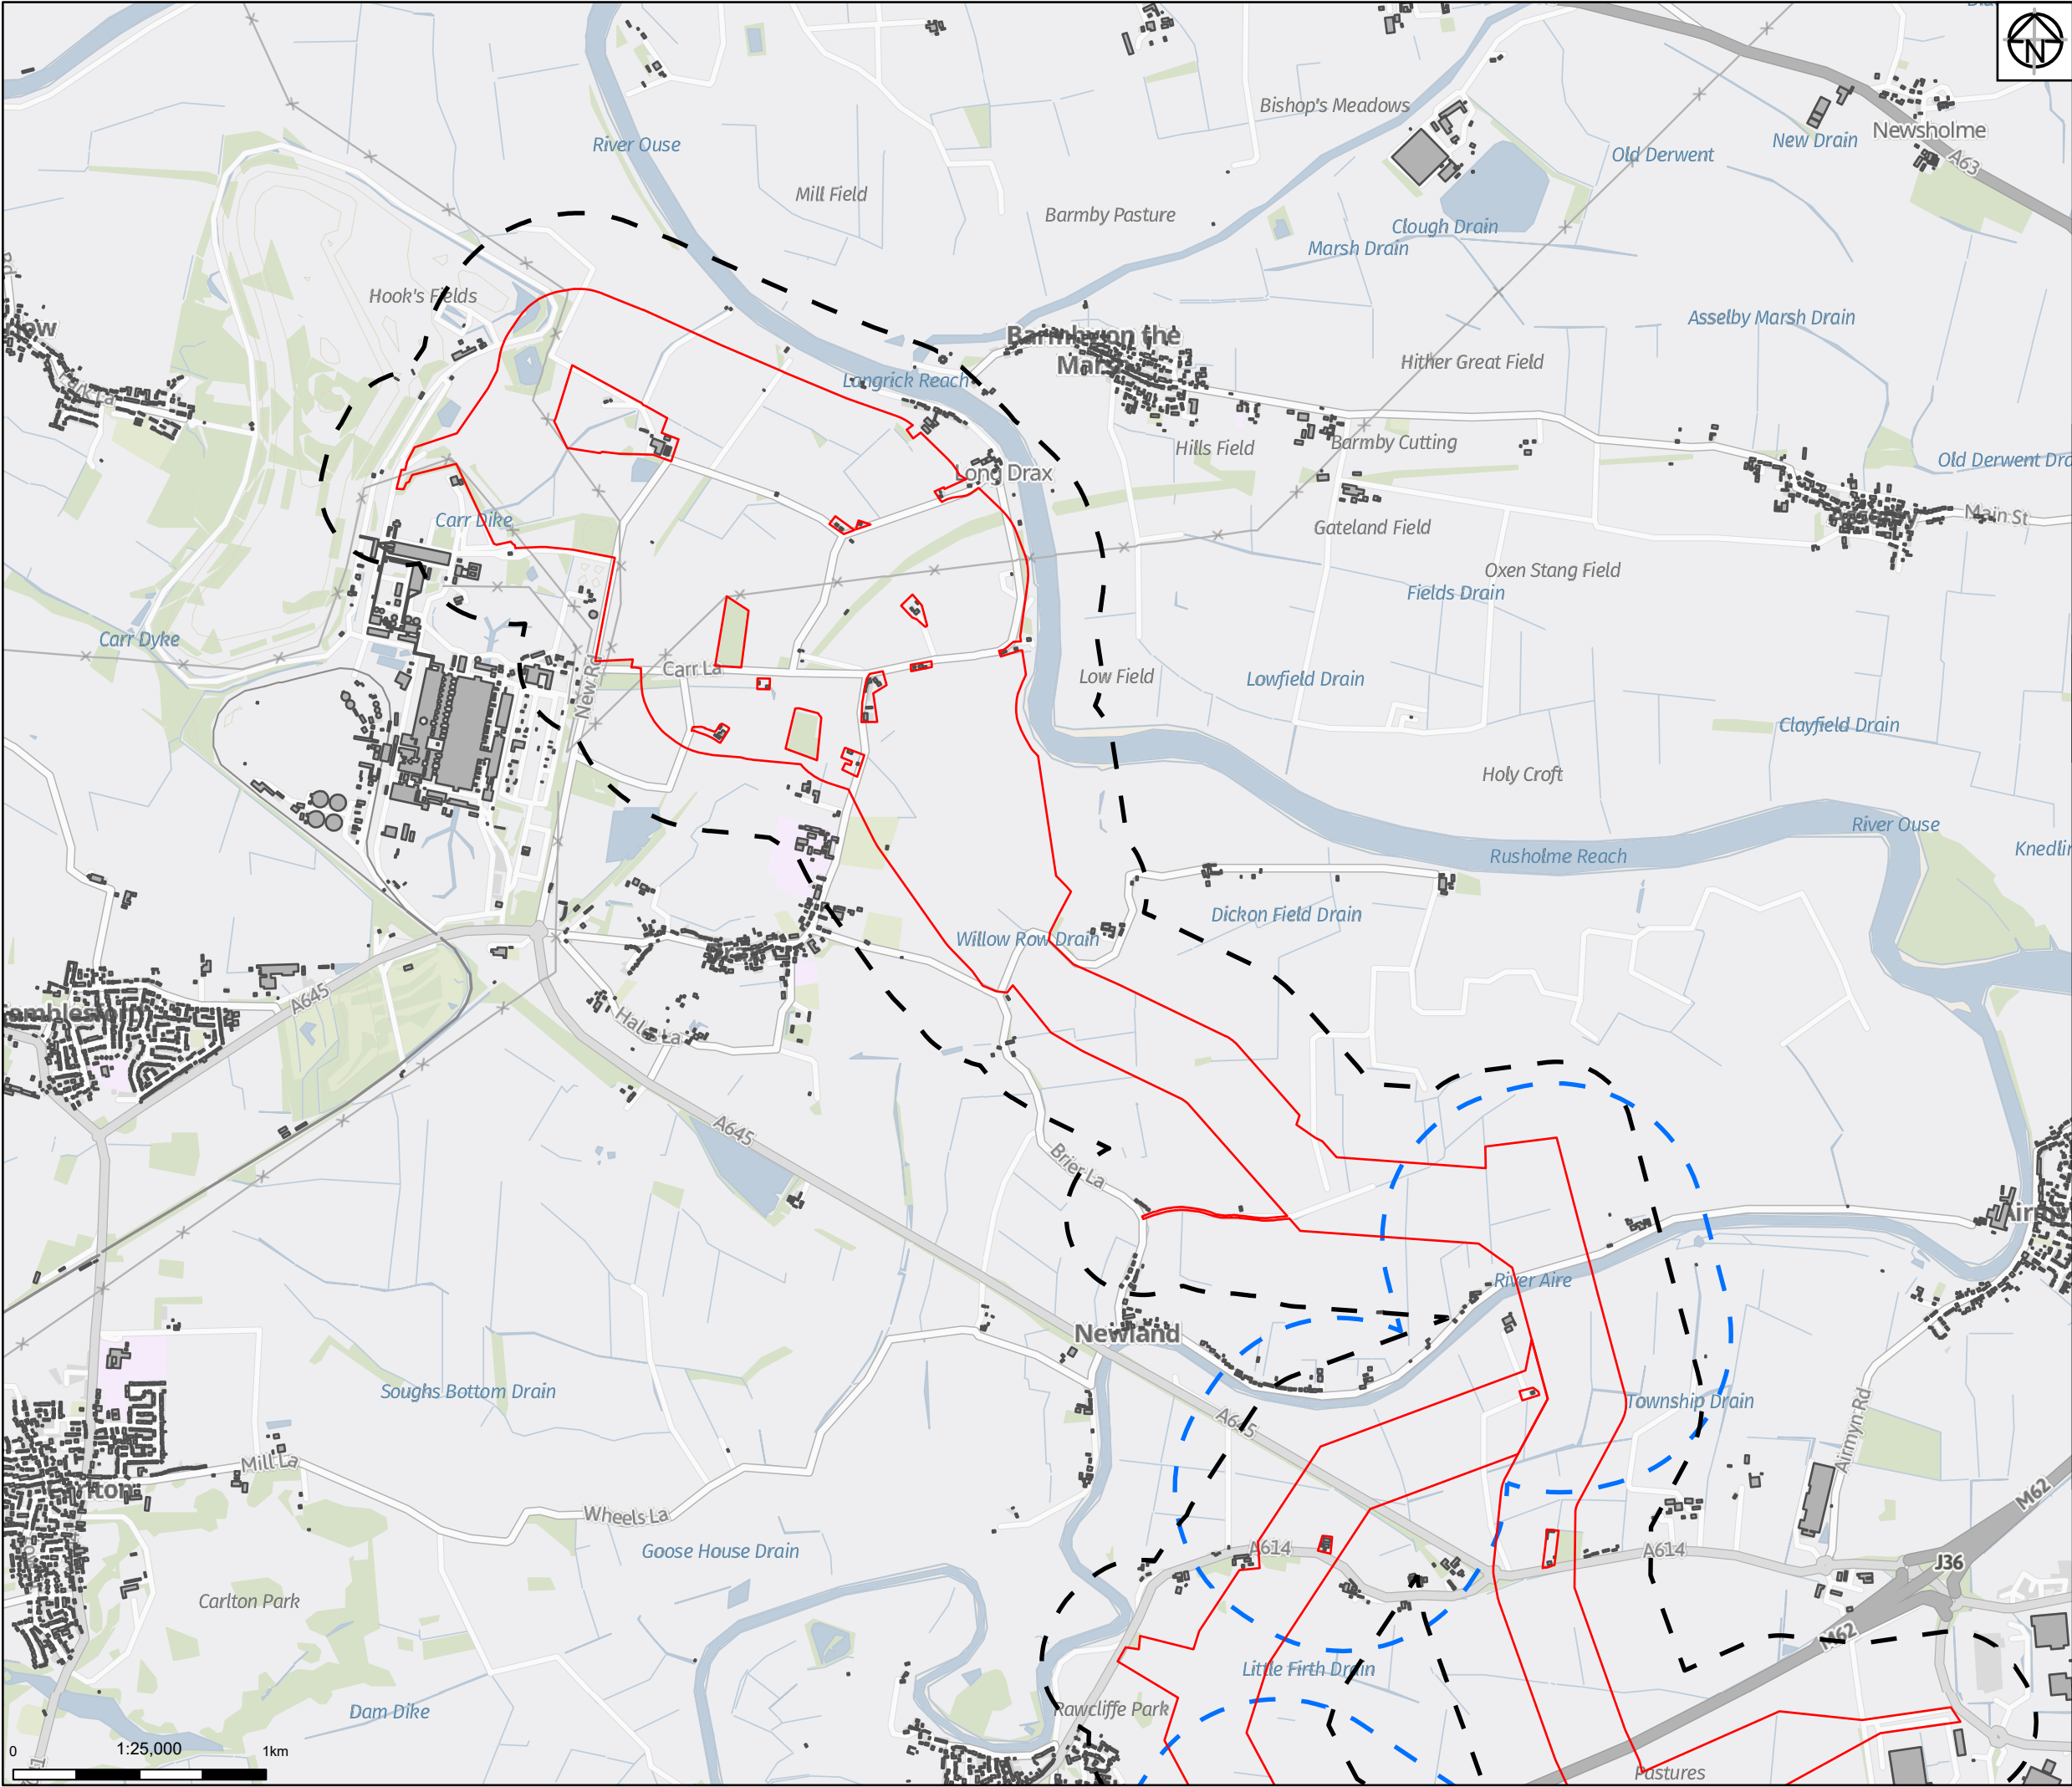 N
Bishop's Meadows
Newsholme
New Drain
River Ouse
Old Derwent
A63
Mill Field
Barmby Pasture
Clough Drain
Marsh Drain
Hook's Fields
Asselby Marsh Drain
Barmby on the
Langrick Reach
Hither Great Field
Hills Field
Barmby Cutting
Long Drax
Old Derwent Dra
Carr Dike
Gateland Field
Main St
Oxen Stang Field
Fields Drain
Carr Dyke
Carr La
New Rd
Low Field
Lowfield Drain
Clayfield Drain
Holy Croft
River Ouse
Rusholme Reach
Knedlin
Dickon Field Drain
Willow Row Drain
A645
Hales La
A645
Brier La
River Aire
Newland
Soughs Bottom Drain
Township Drain
A645
Airmyn Rd
Mill La
Wheels La
M62
Goose House Drain
A614
A614
J36
Carlton Park
M62
Little Firth Drain
Dam Dike
Rawcliffe Park
0
1:25,000
1km
Pastures